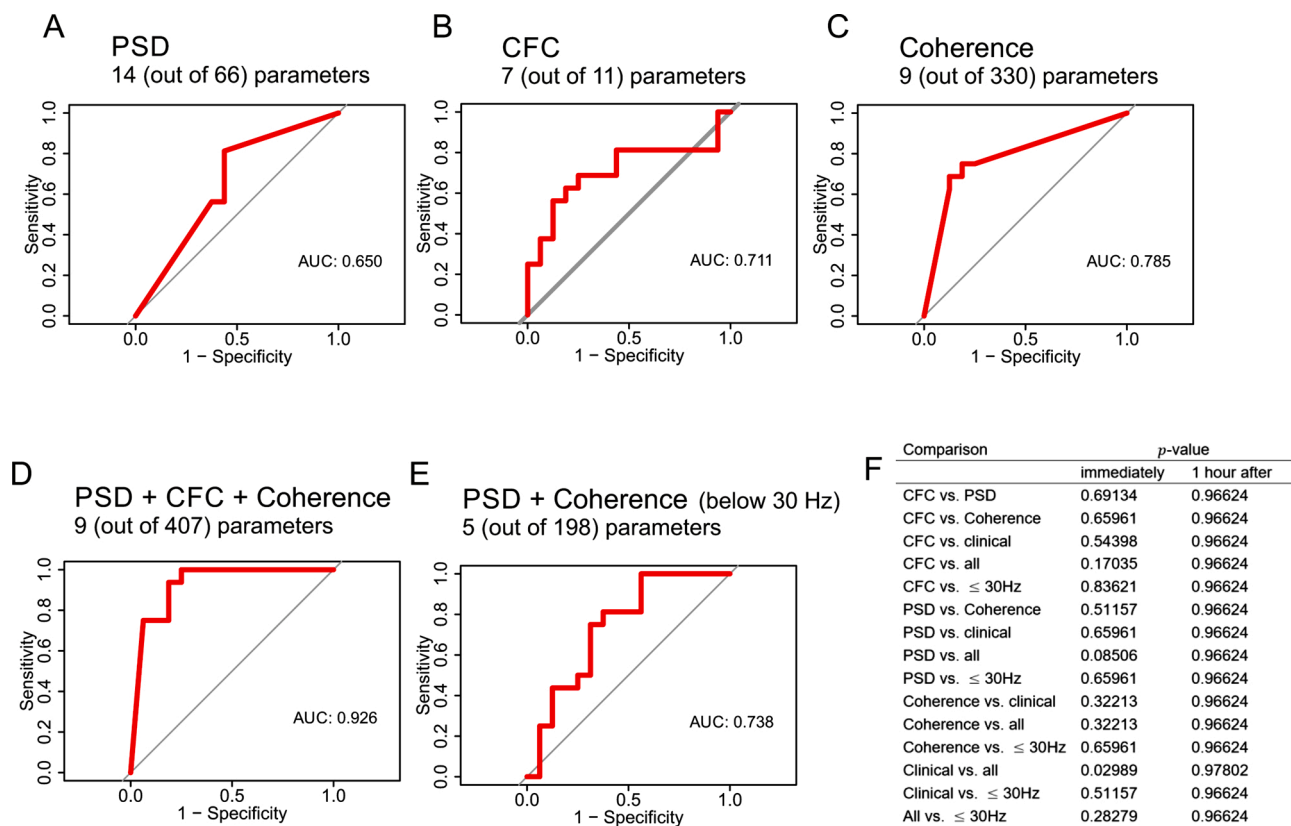 A
PSD
14 (out of 66) parameters
Sensitivity
0.0 0.2 0.4 0.6 0.8 1.0
AUC: 0.650
0.0 0.5 1.0
1 − Specificity
B
CFC
7 (out of 11) parameters
Sensitivity
0.0 0.2 0.4 0.6 0.8 1.0
AUC: 0.711
0.0 0.5 1.0
1 − Specificity
C
Coherence
9 (out of 330) parameters
Sensitivity
0.0 0.2 0.4 0.6 0.8 1.0
AUC: 0.785
0.0 0.5 1.0
1 − Specificity
D
PSD + CFC + Coherence
9 (out of 407) parameters
Sensitivity
0.0 0.2 0.4 0.6 0.8 1.0
AUC: 0.926
0.0 0.5 1.0
1 − Specificity
E
PSD + Coherence (below 30 Hz)
5 (out of 198) parameters
Sensitivity
0.0 0.2 0.4 0.6 0.8 1.0
AUC: 0.738
0.0 0.5 1.0
1 − Specificity
F
Comparison p-value
immediately 1 hour after
CFC vs. PSD 0.69134 0.96624
CFC vs. Coherence 0.65961 0.96624
CFC vs. clinical 0.54398 0.96624
CFC vs. all 0.17035 0.96624
CFC vs. ≤ 30Hz 0.83621 0.96624
PSD vs. Coherence 0.51157 0.96624
PSD vs. clinical 0.65961 0.96624
PSD vs. all 0.08506 0.96624
PSD vs. ≤ 30Hz 0.65961 0.96624
Coherence vs. clinical 0.32213 0.96624
Coherence vs. all 0.32213 0.96624
Coherence vs. ≤ 30Hz 0.65961 0.96624
Clinical vs. all 0.02989 0.97802
Clinical vs. ≤ 30Hz 0.51157 0.96624
All vs. ≤ 30Hz 0.28279 0.96624